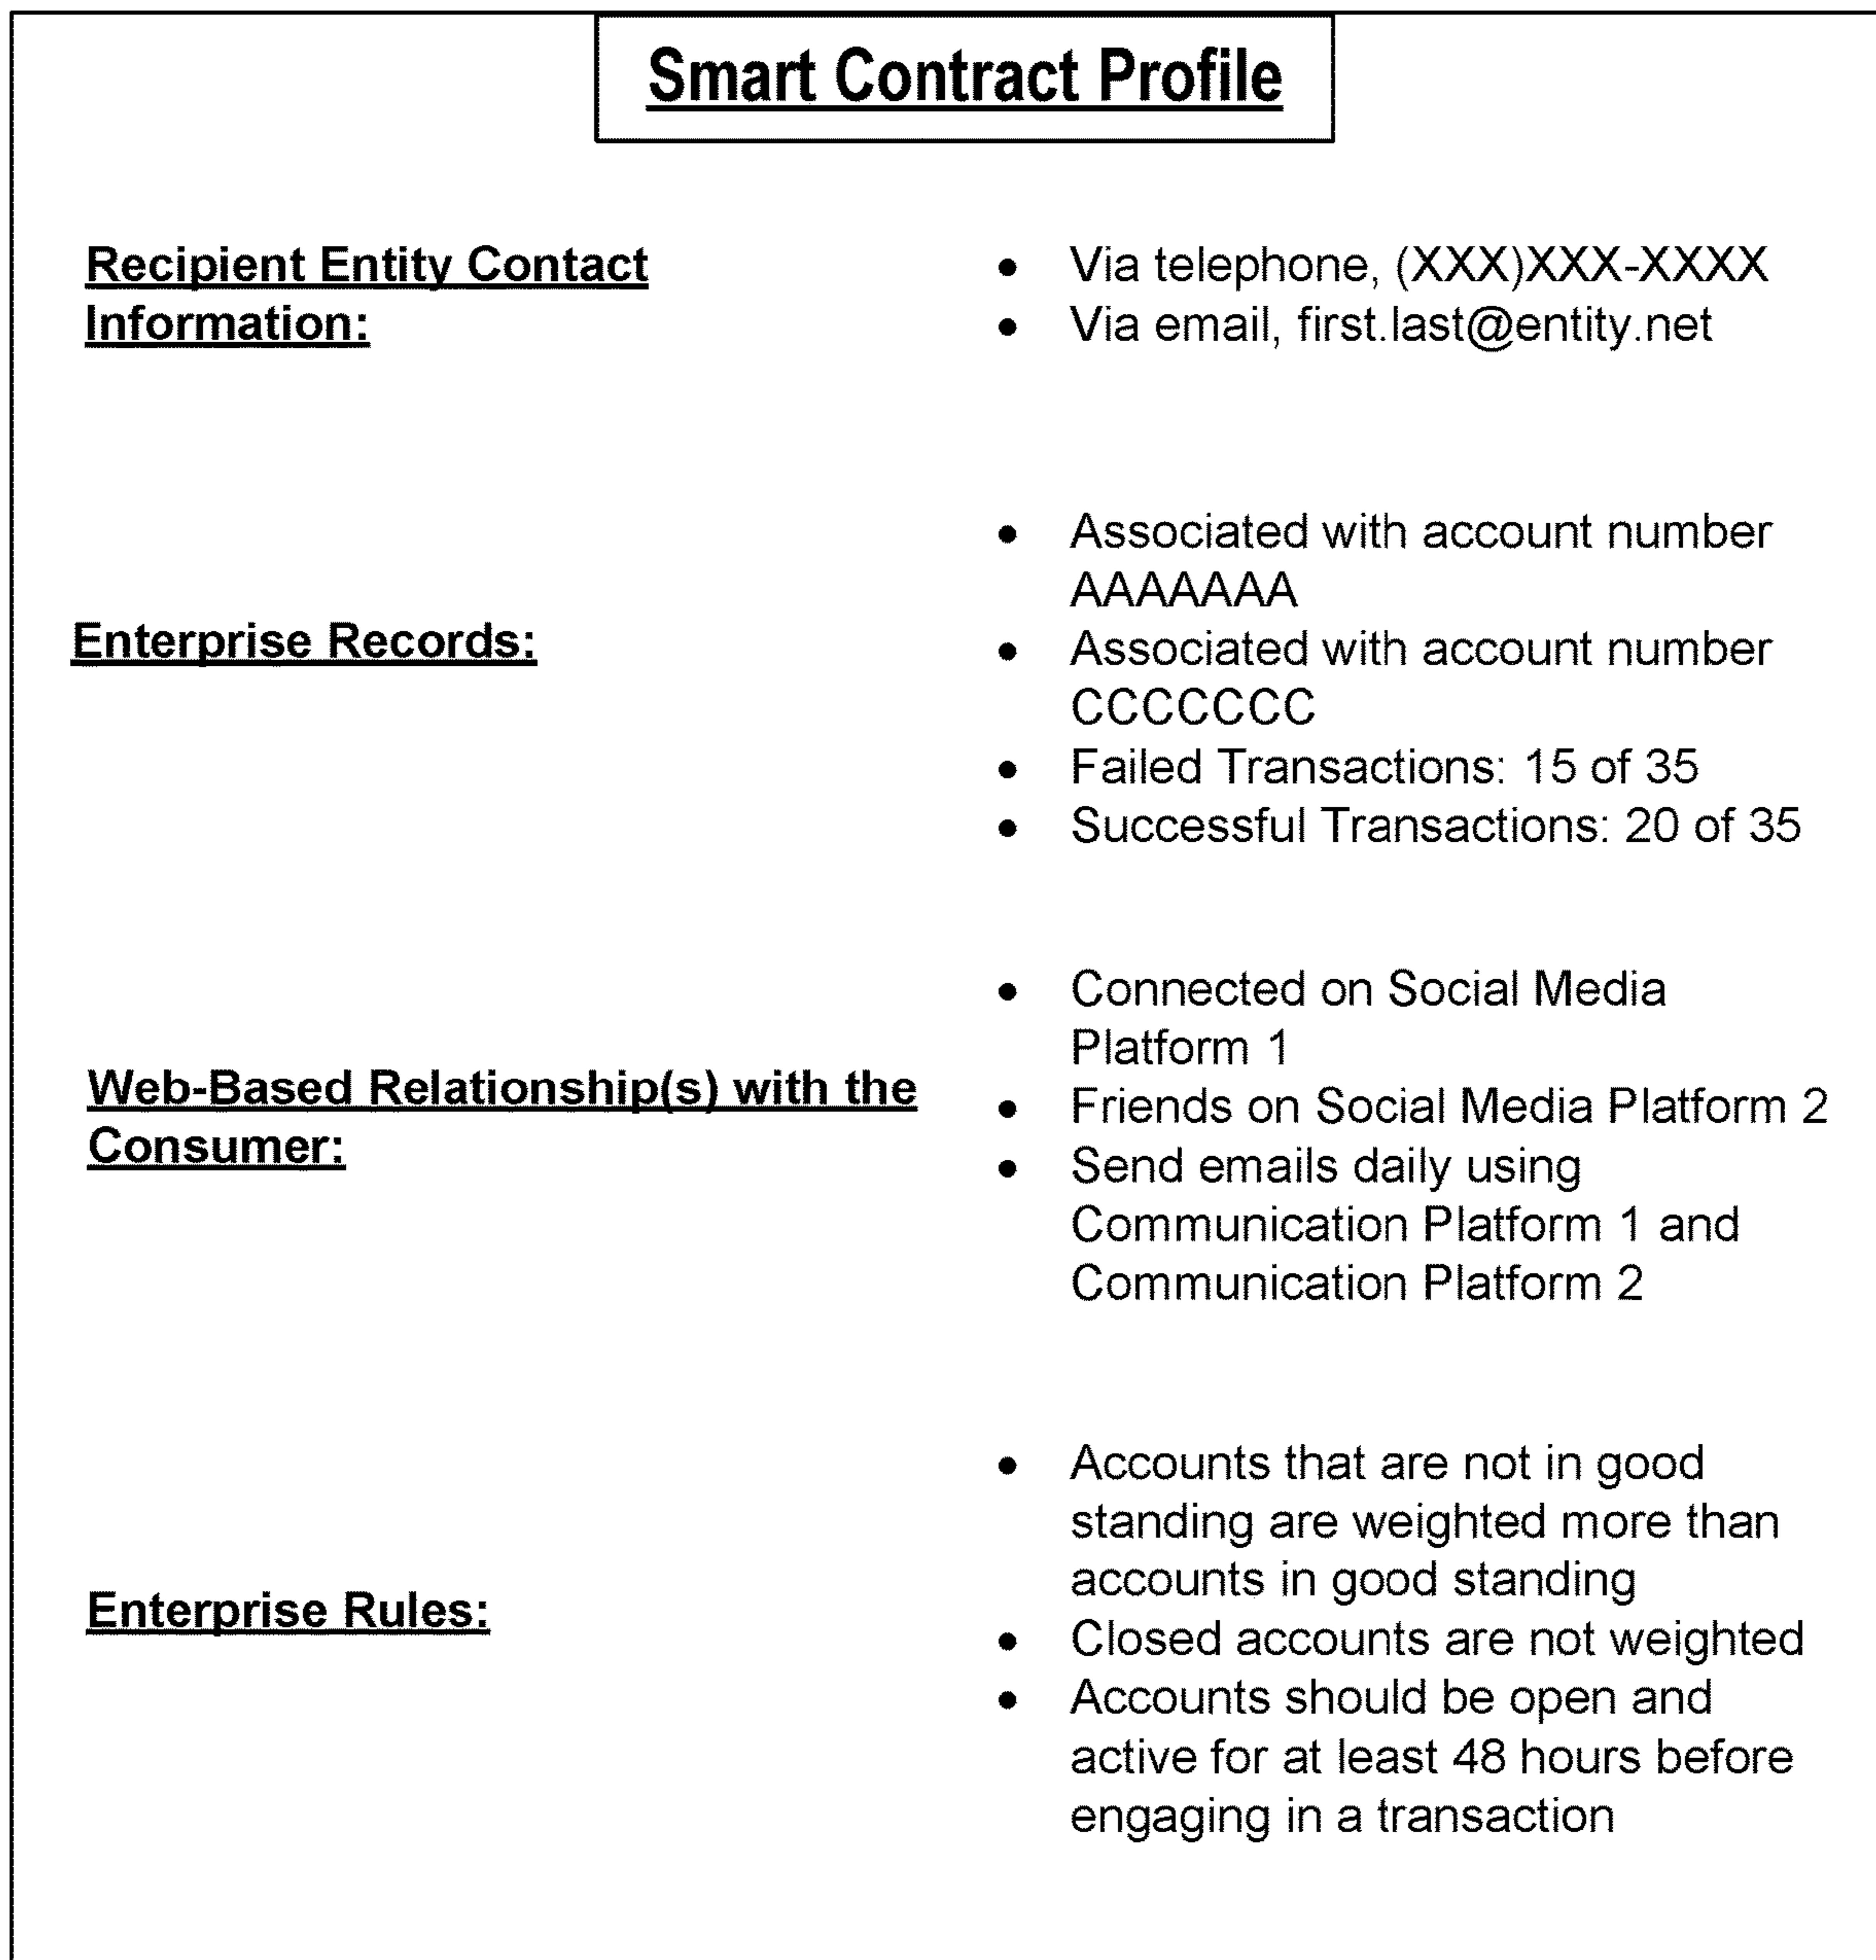 Smart Contract Profile
Recipient Entity Contact
Information:
• Via telephone, (XXX)XXX-XXXX
• Via email, first.last@entity.net
Enterprise Records:
• Associated with account number
AAAAAAA
• Associated with account number
CCCCCCC
• Failed Transactions: 15 of 35
• Successful Transactions: 20 of 35
Web-Based Relationship(s) with the
Consumer:
• Connected on Social Media
Platform 1
• Friends on Social Media Platform 2
• Send emails daily using
Communication Platform 1 and
Communication Platform 2
Enterprise Rules:
• Accounts that are not in good
standing are weighted more than
accounts in good standing
• Closed accounts are not weighted
• Accounts should be open and
active for at least 48 hours before
engaging in a transaction